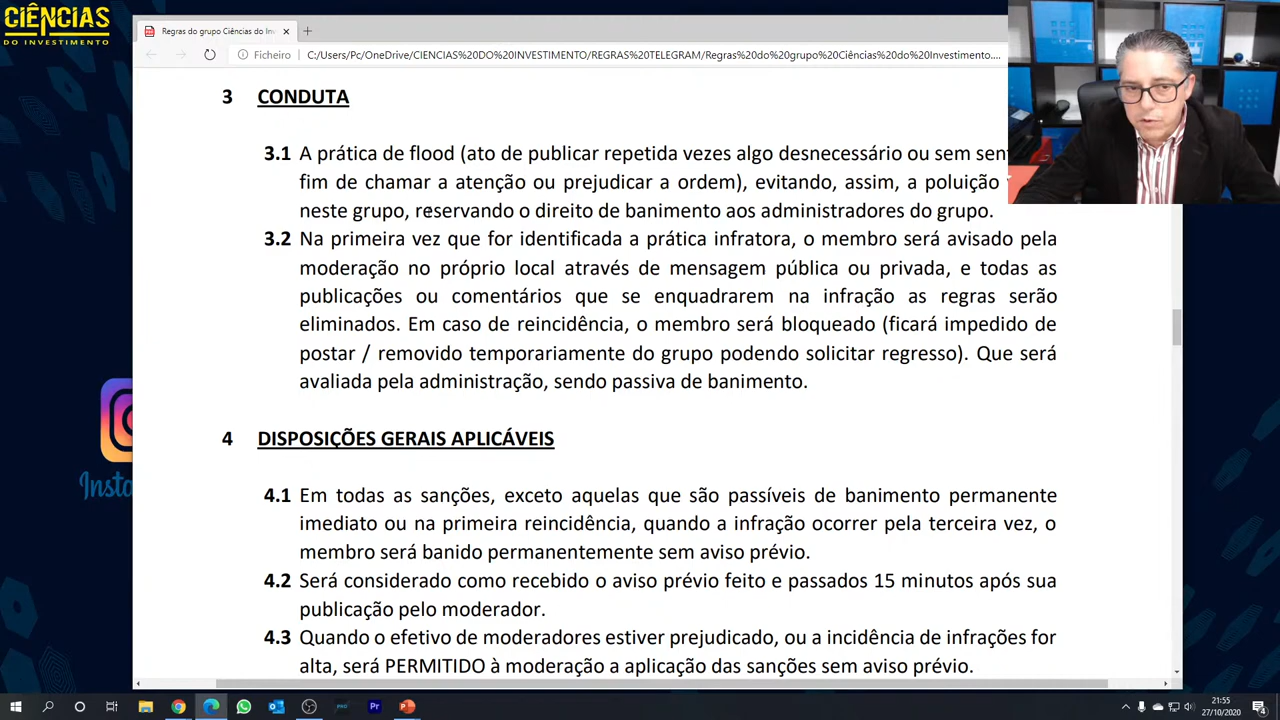 CIÊNCIAS
DO INVESTIMENTO
Regras do grupo Ciências do Inv
Ficheiro
C:/Users/Pc/OneDrive/CIENCIAS%20DO%20INVESTIMENTO/REGRAS%20TELEGRAM/Regras%20do%20grupo%20Ciências%20do%20Investimento....
3 CONDUTA
3.1 A prática de flood (ato de publicar repetida vezes algo desnecessário ou sem sen
fim de chamar a atenção ou prejudicar a ordem), evitando, assim, a poluição
neste grupo, reservando o direito de banimento aos administradores do grupo.
3.2 Na primeira vez que for identificada a prática infratora, o membro será avisado pela
moderação no próprio local através de mensagem pública ou privada, e todas as
publicações ou comentários que se enquadrarem na infração as regras serão
eliminados. Em caso de reincidência, o membro será bloqueado (ficará impedido de
postar / removido temporariamente do grupo podendo solicitar regresso). Que será
avaliada pela administração, sendo passiva de banimento.
4 DISPOSIÇÕES GERAIS APLICÁVEIS
4.1 Em todas as sanções, exceto aquelas que são passíveis de banimento permanente
imediato ou na primeira reincidência, quando a infração ocorrer pela terceira vez, o
membro será banido permanentemente sem aviso prévio.
4.2 Será considerado como recebido o aviso prévio feito e passados 15 minutos após sua
publicação pelo moderador.
4.3 Quando o efetivo de moderadores estiver prejudicado, ou a incidência de infrações for
alta, será PERMITIDO à moderação a aplicação das sanções sem aviso prévio.
Insta
21:55
27/10/2020